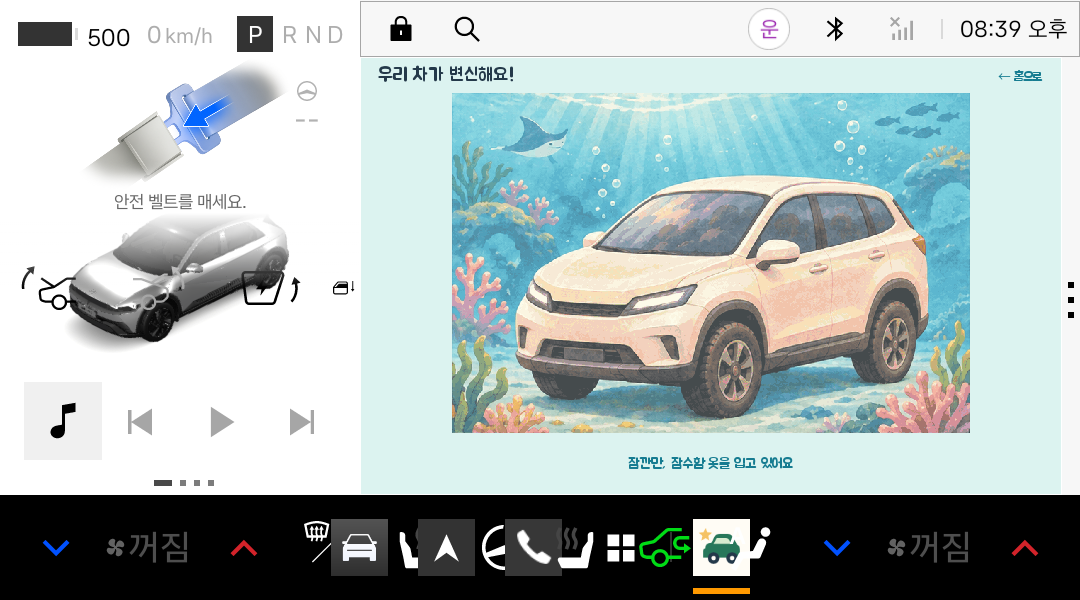 500 0 km/h P R N D
운 08:39 오후
우리 차가 변신해요!
← 홈으로
안전 벨트를 매세요.
잠깐만, 잠수함 옷을 입고 있어요
꺼짐 꺼짐